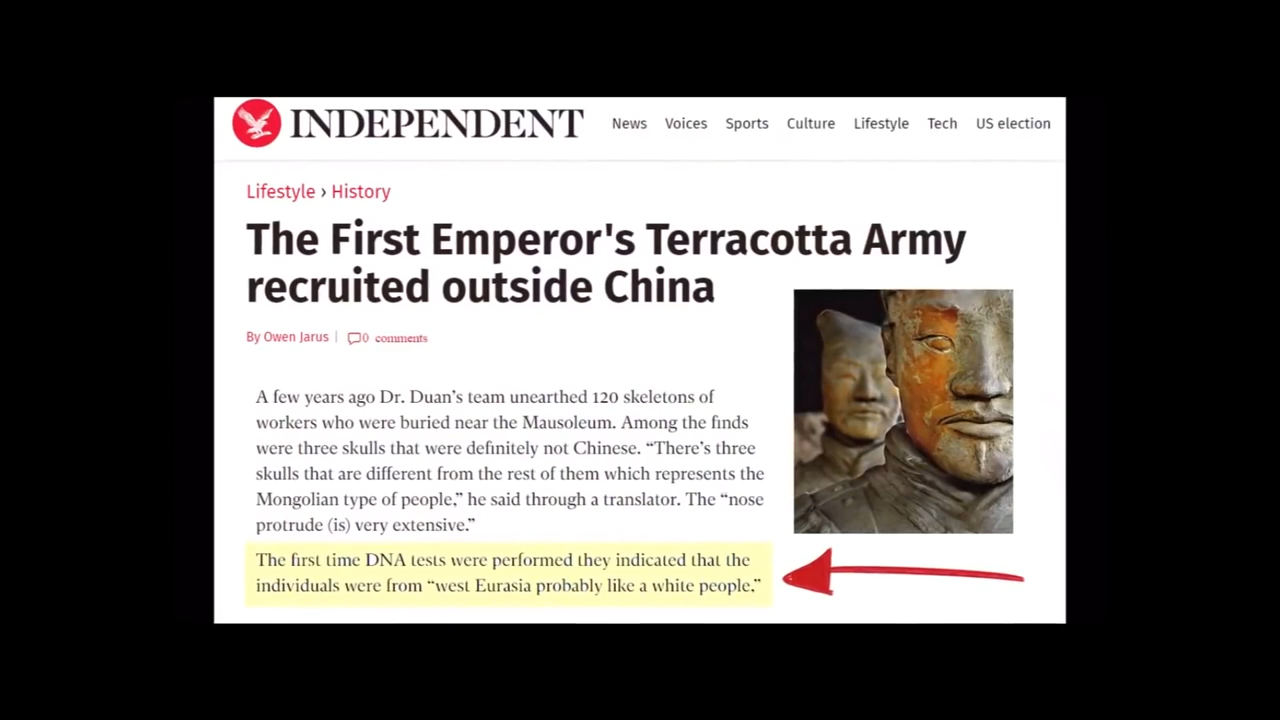 INDEPENDENT News Voices Sports Culture Lifestyle Tech US election
Lifestyle › History
The First Emperor's Terracotta Army
recruited outside China
By Owen Jarus | 0 comments
A few years ago Dr. Duan’s team unearthed 120 skeletons of
workers who were buried near the Mausoleum. Among the finds
were three skulls that were definitely not Chinese. “There’s three
skulls that are different from the rest of them which represents the
Mongolian type of people,” he said through a translator. The “nose
protrude (is) very extensive.”
The first time DNA tests were performed they indicated that the
individuals were from “west Eurasia probably like a white people.”